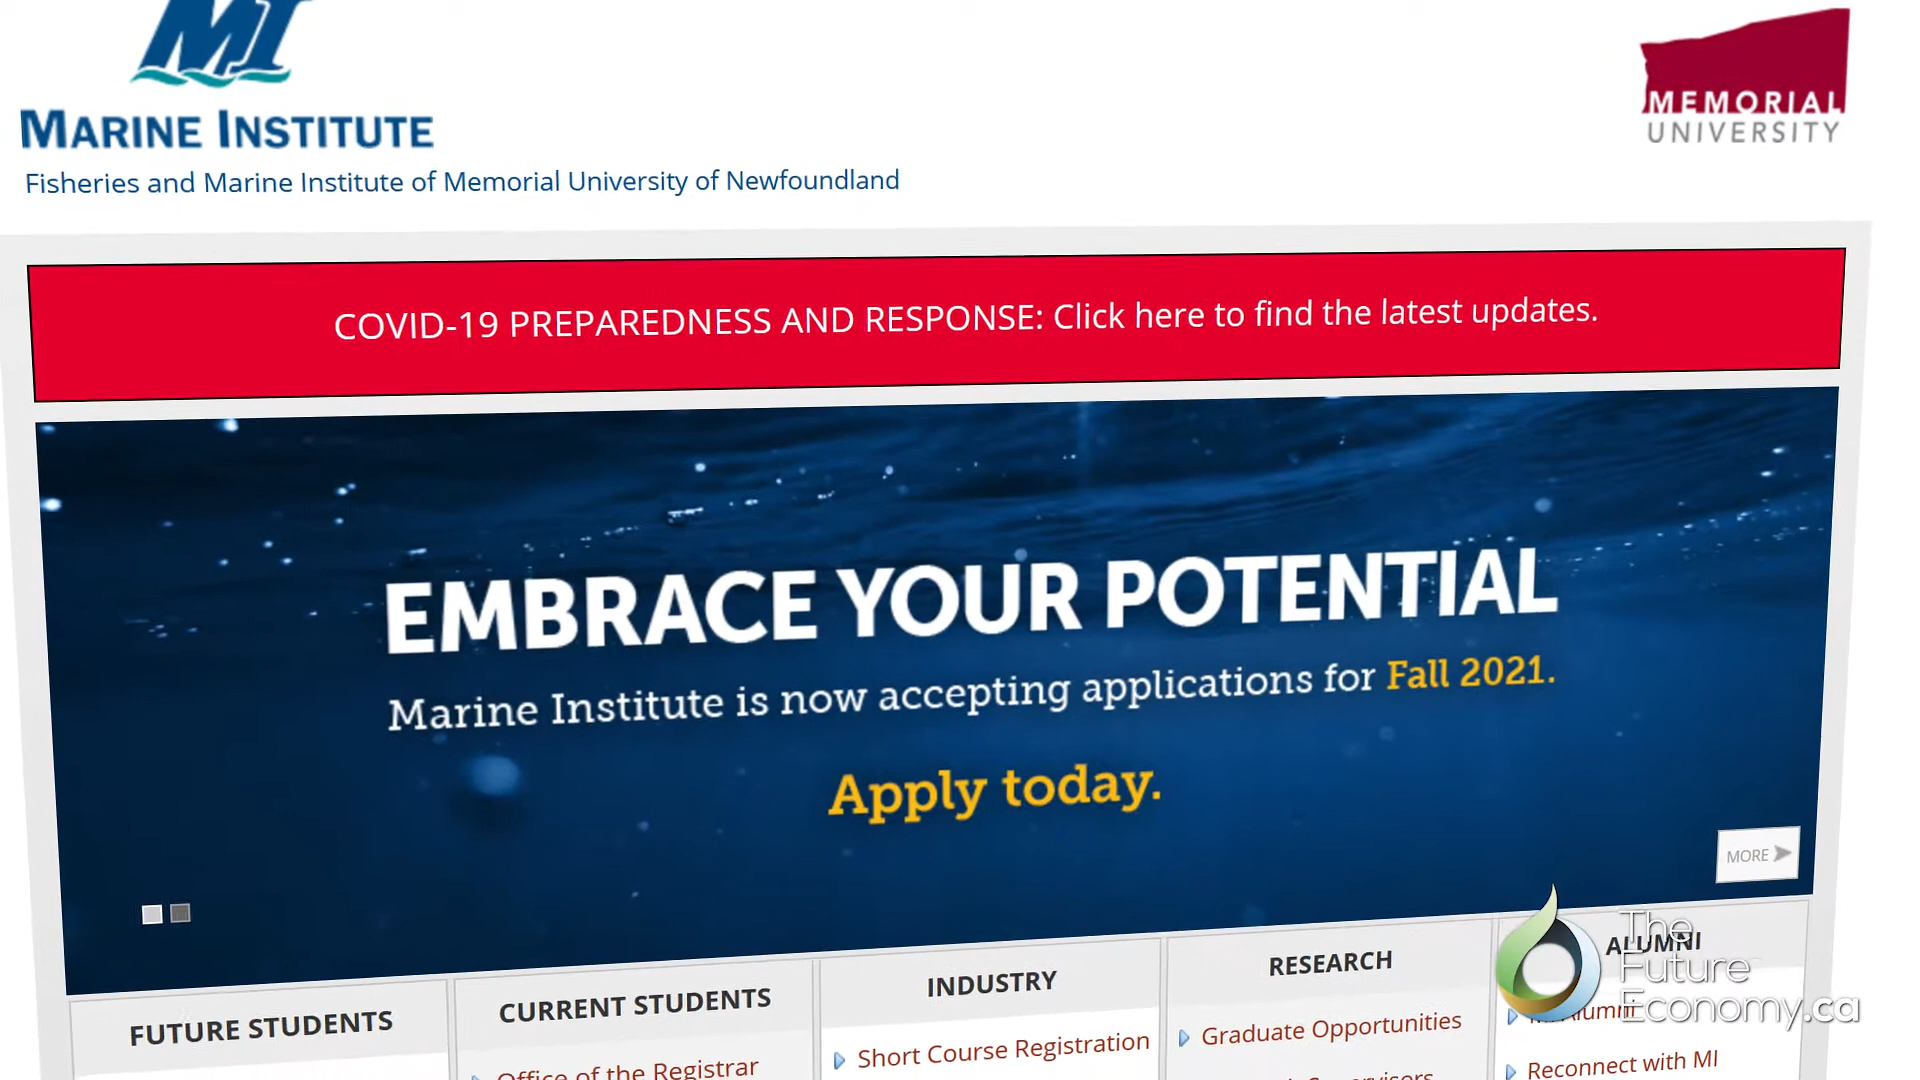 MI
MARINE INSTITUTE
Fisheries and Marine Institute of Memorial University of Newfoundland
MEMORIAL
UNIVERSITY
COVID-19 PREPAREDNESS AND RESPONSE: Click here to find the latest updates.
EMBRACE YOUR POTENTIAL
Marine Institute is now accepting applications for Fall 2021.
Apply today.
MORE
FUTURE STUDENTS
CURRENT STUDENTS
Office of the Registrar
INDUSTRY
Short Course Registration
RESEARCH
Graduate Opportunities
Supervisors
ALUMNI
Alumni
Reconnect with MI
The
Future
Economy.ca